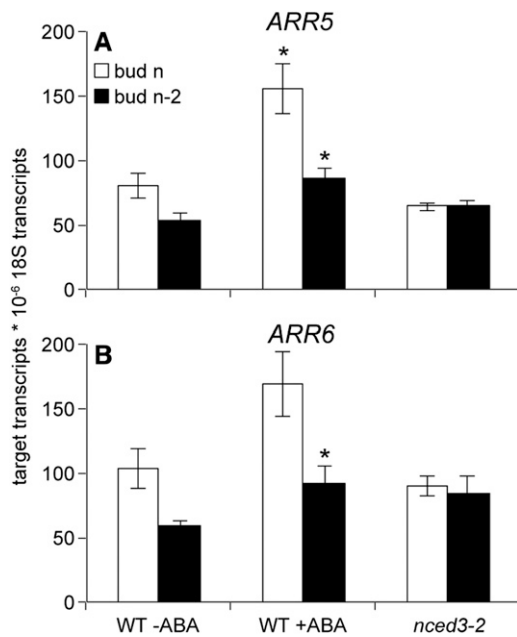 ARR5
A
200
*
bud n
bud n-2
150
*
100
50
0
target transcripts * 10-6 18S transcripts
ARR6
B
200
150
*
100
50
0
WT -ABA WT +ABA nced3-2